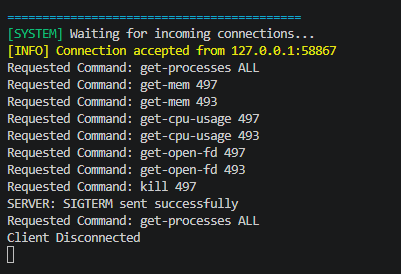 ==========================================
[SYSTEM] Waiting for incoming connections...
[INFO] Connection accepted from 127.0.0.1:58867
Requested Command: get-processes ALL
Requested Command: get-mem 497
Requested Command: get-mem 493
Requested Command: get-cpu-usage 497
Requested Command: get-cpu-usage 493
Requested Command: get-open-fd 497
Requested Command: get-open-fd 493
Requested Command: kill 497
SERVER: SIGTERM sent successfully
Requested Command: get-processes ALL
Client Disconnected